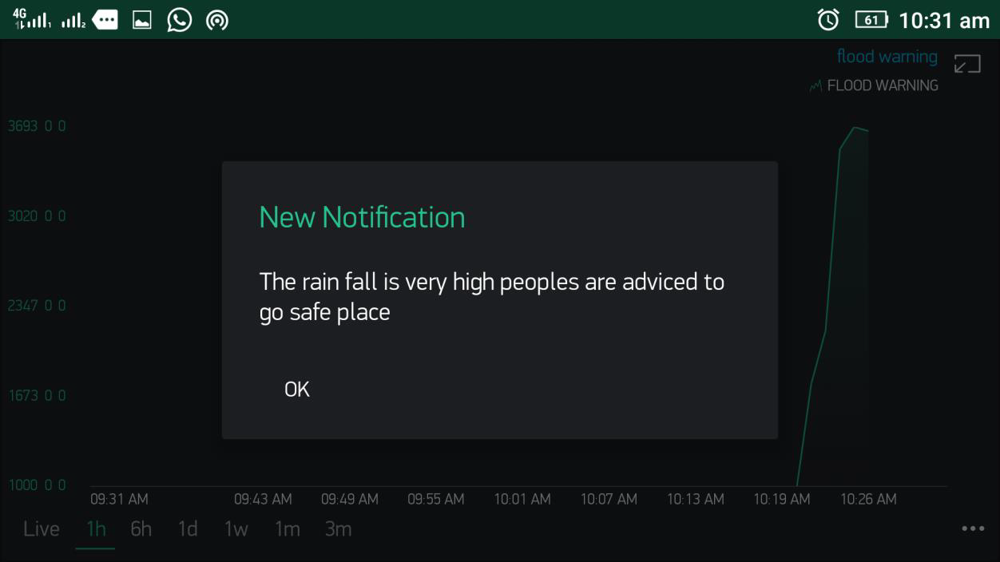 4G 1 2 61 10:31 am
flood warning
FLOOD WARNING
3693 0 0
3020 0 0
2347 0 0
1673 0 0
1000 0 0
New Notification
The rain fall is very high peoples are adviced to
go safe place
OK
09:31 AM 09:43 AM 09:49 AM 09:55 AM 10:01 AM 10:07 AM 10:13 AM 10:19 AM 10:26 AM
Live 1h 6h 1d 1w 1m 3m